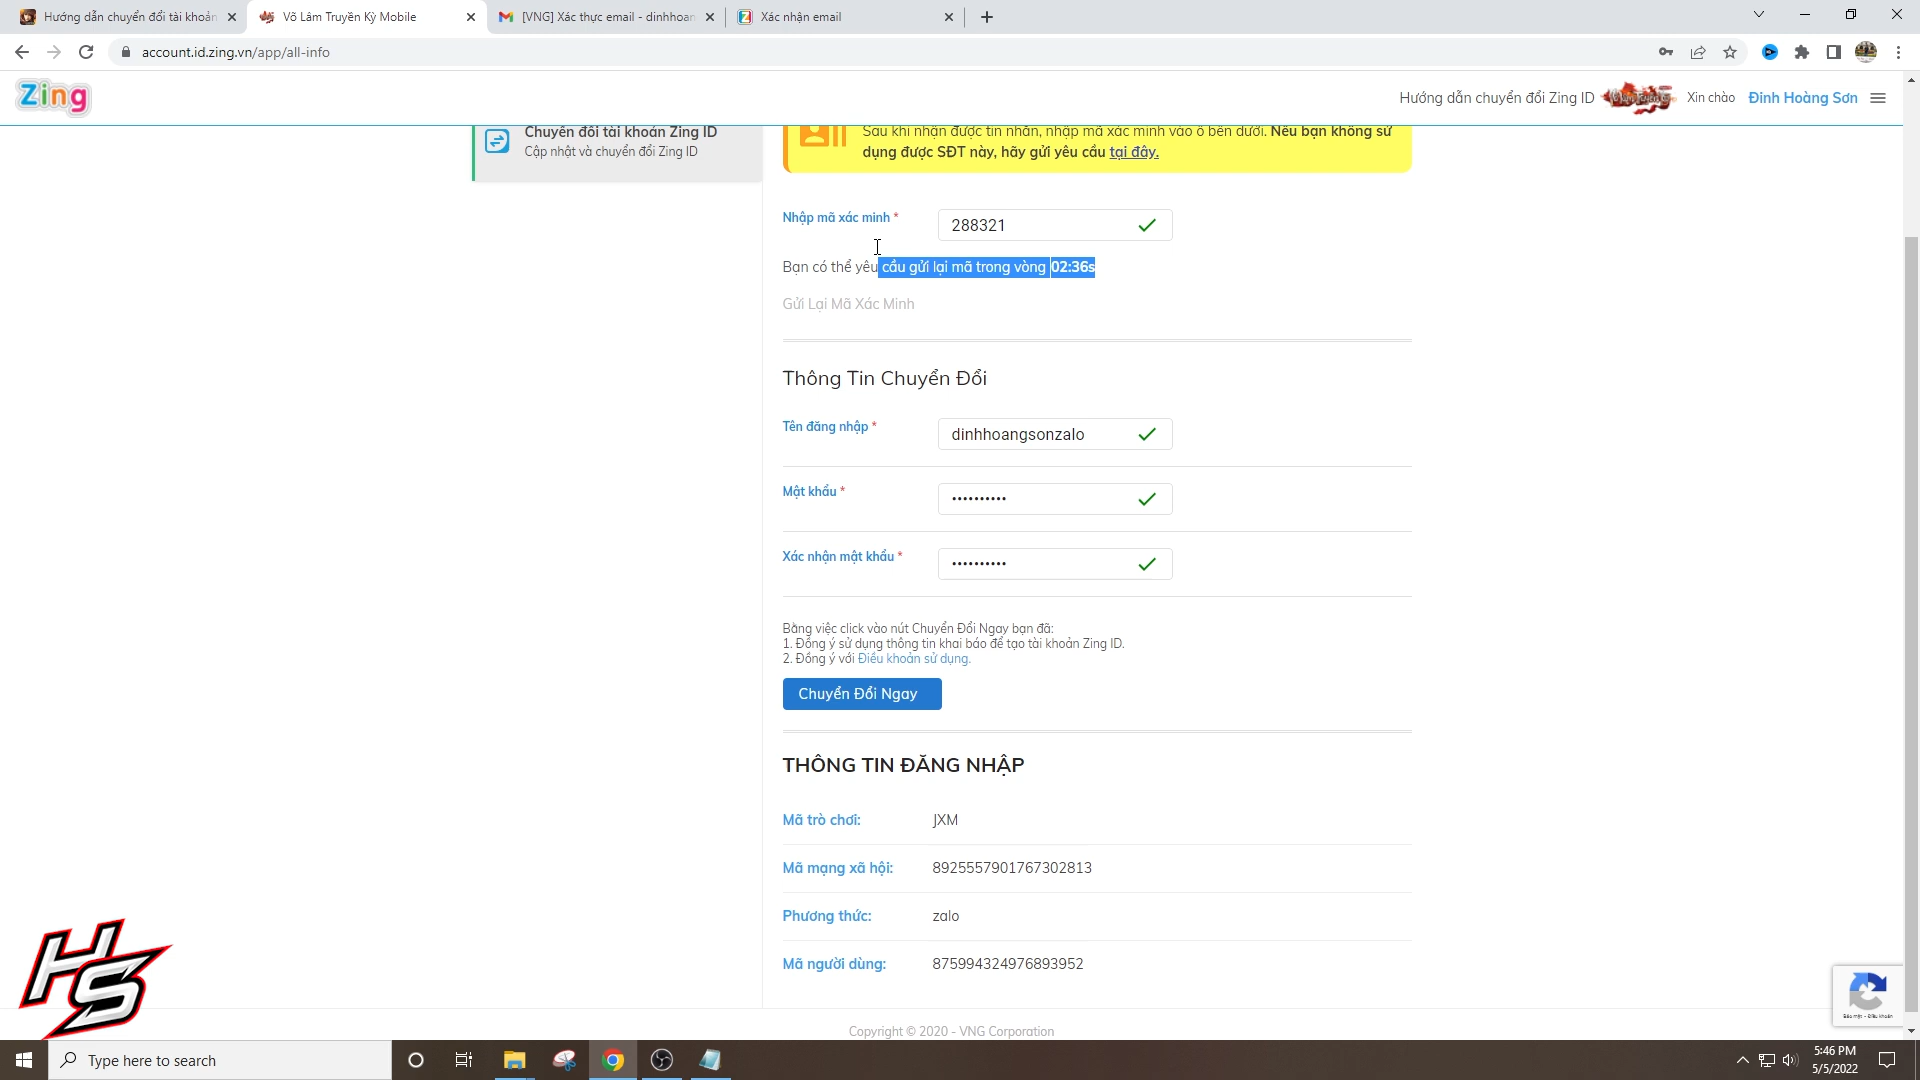 Hướng dẫn chuyển đổi tài khoản
Võ Lâm Truyền Kỳ Mobile
[VNG] Xác thực email - dinhhoan
Xác nhận email
account.id.zing.vn/app/all-info
Zing
Hướng dẫn chuyển đổi Zing ID
Xin chào
Đinh Hoàng Sơn
Chuyển đổi tài khoản Zing ID
Cập nhật và chuyển đổi Zing ID
Sau khi nhận được tin nhắn, nhập mã xác minh vào ô bên dưới. Nếu bạn không sử
dụng được SĐT này, hãy gửi yêu cầu tại đây.
Nhập mã xác minh *
288321
Bạn có thể yêu cầu gửi lại mã trong vòng 02:36s
Gửi Lại Mã Xác Minh
Thông Tin Chuyển Đổi
Tên đăng nhập *
dinhhoangsonzalo
Mật khẩu *
••••••••••
Xác nhận mật khẩu *
••••••••••
Bằng việc click vào nút Chuyển Đổi Ngay bạn đã:
1. Đồng ý sử dụng thông tin khai báo để tạo tài khoản Zing ID.
2. Đồng ý với Điều khoản sử dụng.
Chuyển Đổi Ngay
THÔNG TIN ĐĂNG NHẬP
Mã trò chơi:
JXM
Mã mạng xã hội:
8925557901767302813
Phương thức:
zalo
Mã người dùng:
875994324976893952
HS
Bảo mật - Điều khoản
Copyright © 2020 - VNG Corporation
Type here to search
5:46 PM
5/5/2022